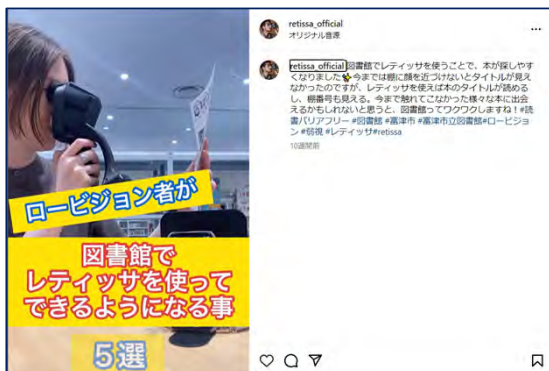 retissa_official
オリジナル音源
retissa_official 図書館でレティッサを使うことで、本が探しやす
くなりました✨今までは棚に顔を近づけないとタイトルが見え
なかったのですが、レティッサを使えば本のタイトルが読める
し、棚番号も見える。今まで触れてこなかった様々な本に出会
えるかもしれないと思うと、図書館ってワクワクしますね！#読
書バリアフリー #図書館 #富津市 #富津市立図書館#ロービジョ
ン #弱視 #レティッサ#retissa
10週間前
ロービジョン者が
図書館で
レティッサを使って
できるようになる事
5選